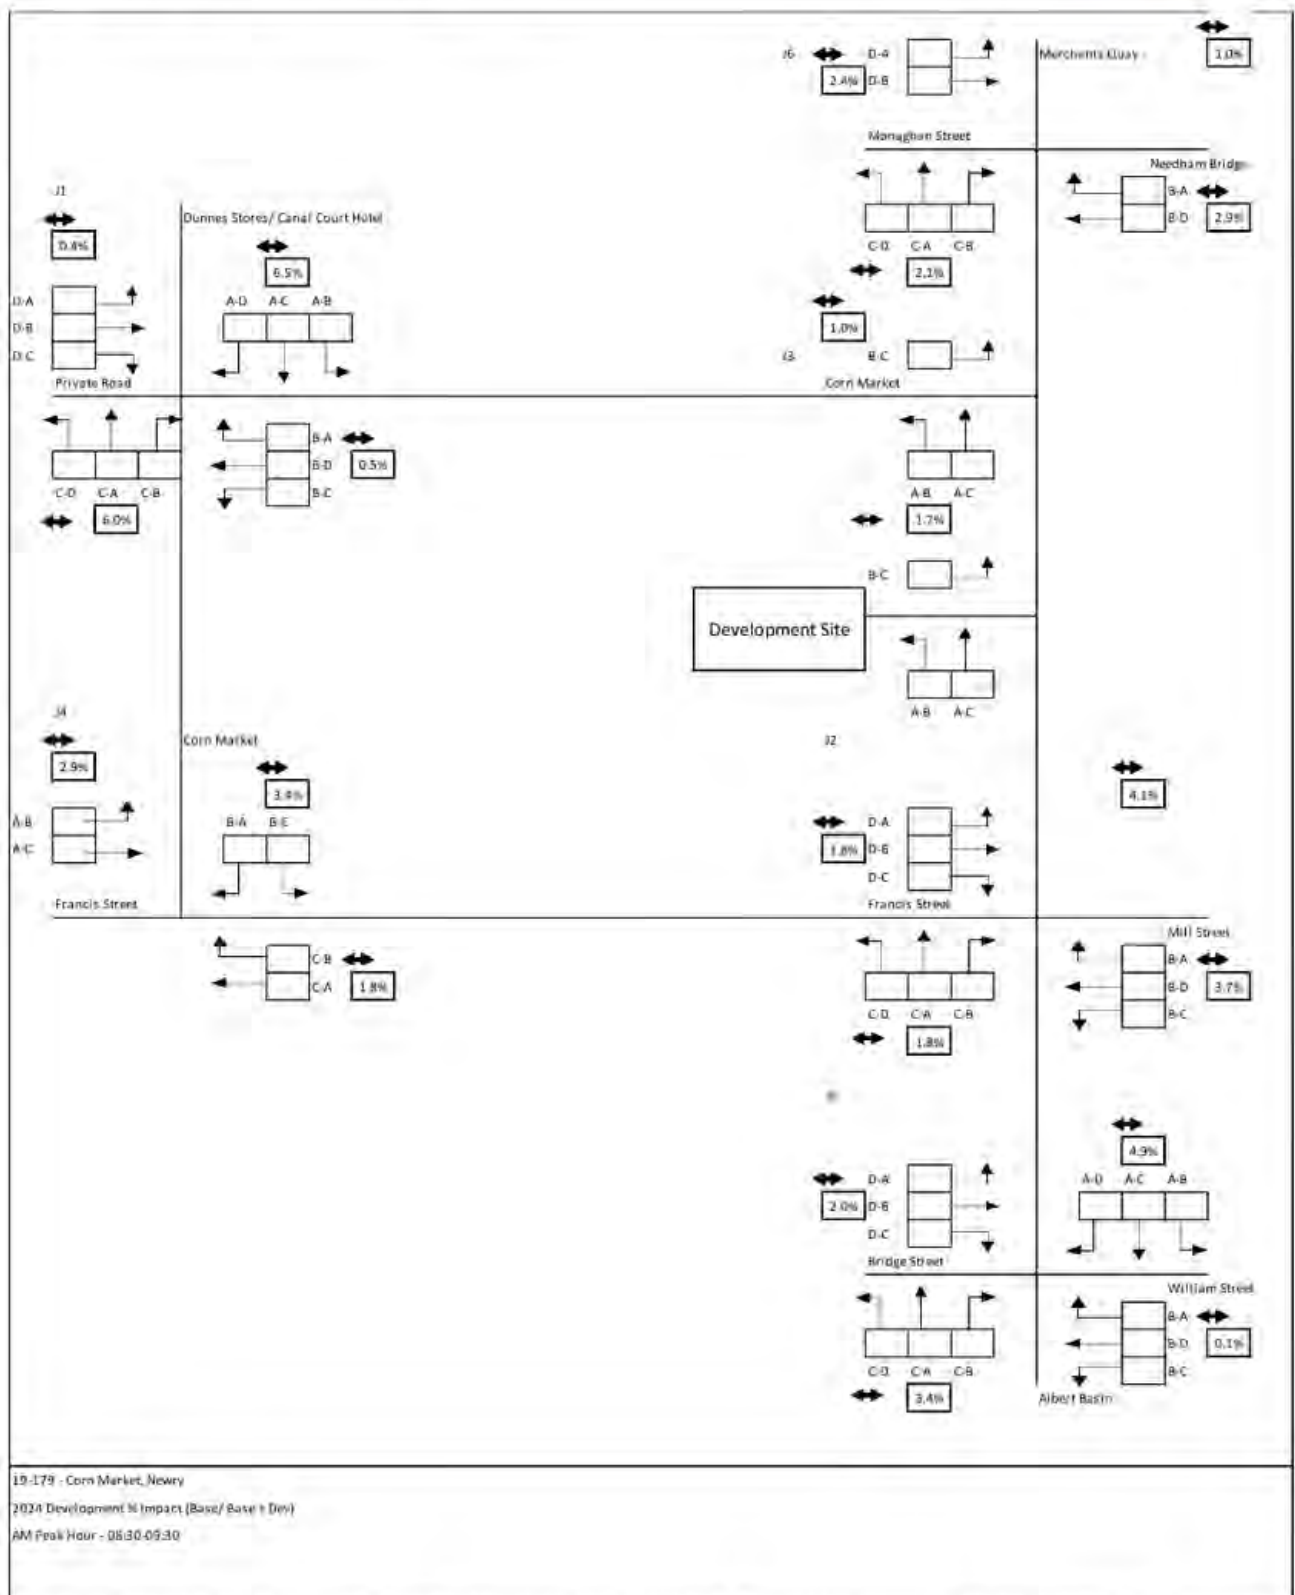 J6
D-A
D-B
2.4%
Merchants Quay
1.0%
Monaghan Street
Needham Bridge
B-A
B-D
2.9%
C-D C-A C-B
2.1%
J1
0.4%
Dunnes Stores/ Canal Court Hotel
6.5%
D-A
D-B
D-C
A-D A-C A-B
Private Road
1.0%
J3
B-C
Corn Market
B-A
B-D
B-C
0.5%
C-D C-A C-B
6.0%
A-B A-C
B-C
Development Site
A-B A-C
J4
2.9%
Corn Market
3.4%
A-B
A-C
B-A
Francis Street
J2
4.1%
D-A
1.8%
D-C
Francis Street
C-B
C-A
1.8%
Mill Street
B-A
B-D
B-C
3.7%
C-D C-A C-B
1.8%
4.9%
D-A
2.0%
D-C
A-D A-C A-B
Bridge Street
William Street
B-A
B-D
B-C
0.1%
C-D C-A C-B
3.4%
Albert Basin
19-179 - Corn Market, Newry
2024 Development % Impact (Base/ Base + Dev)
AM Peak Hour - 08:30-09:30